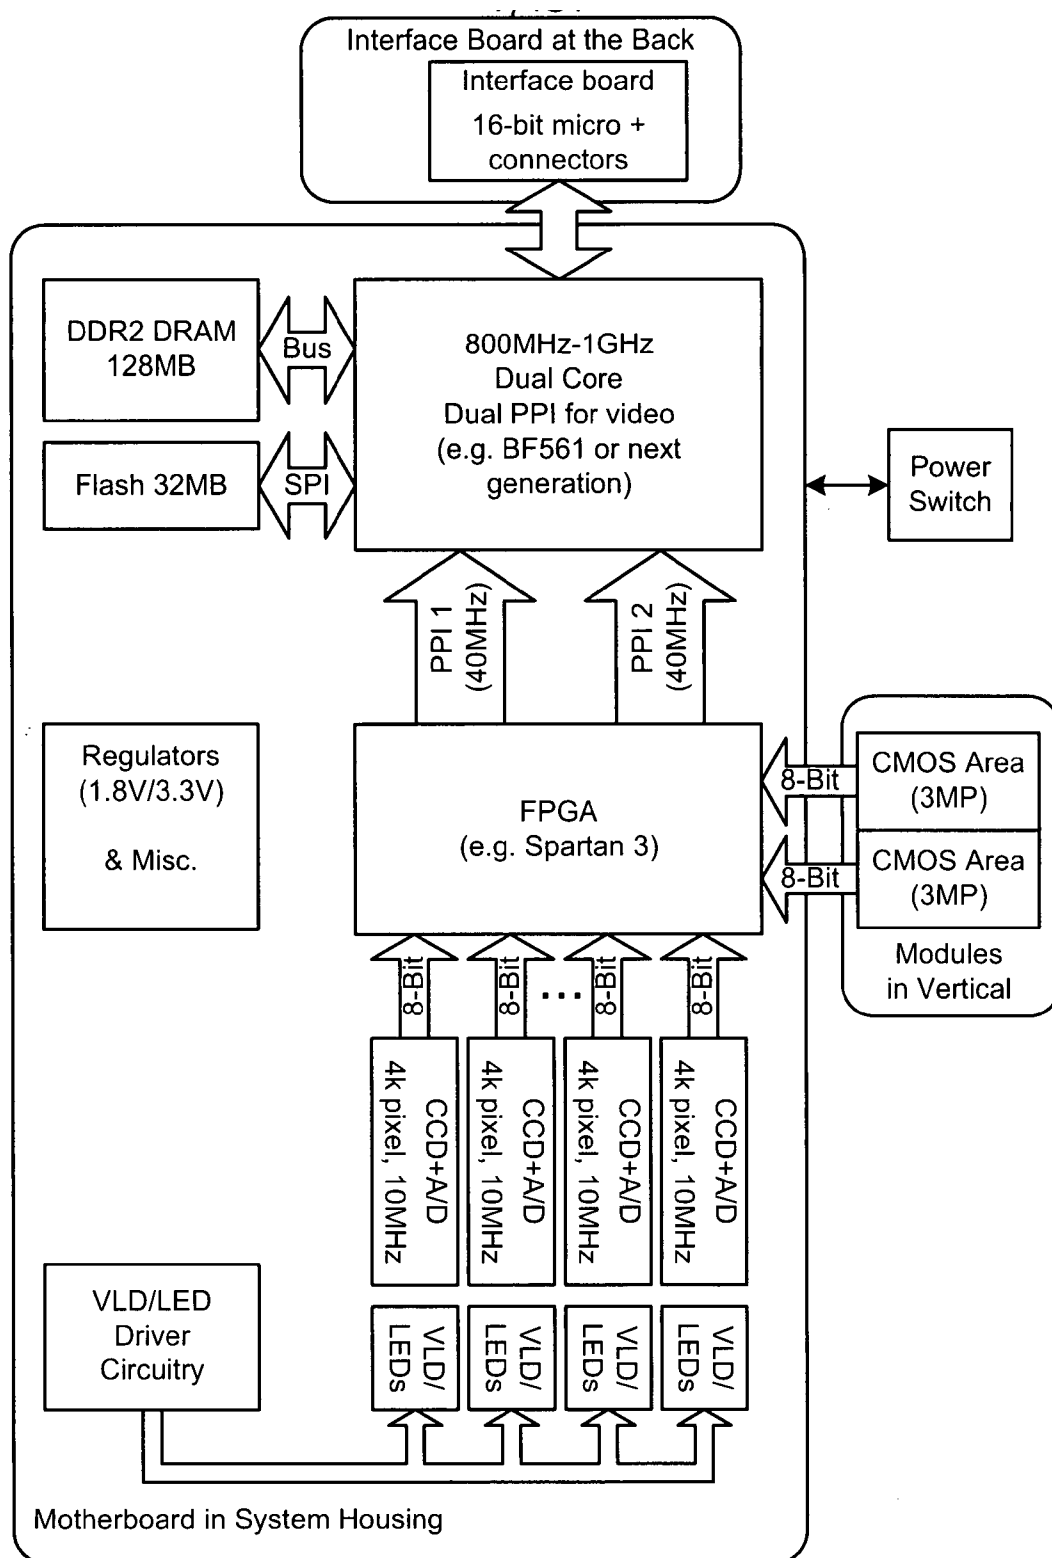 Interface Board at the Back
Interface board
16-bit micro +
connectors
DDR2 DRAM
128MB
Bus
800MHz-1GHz
Dual Core
Dual PPI for video
(e.g. BF561 or next
generation)
Flash 32MB
SPI
Power
Switch
PPI 1
(40MHz)
PPI 2
(40MHz)
Regulators
(1.8V/3.3V)
& Misc.
FPGA
(e.g. Spartan 3)
8-Bit
CMOS Area
(3MP)
8-Bit
CMOS Area
(3MP)
Modules
in Vertical
8-Bit
8-Bit
...
8-Bit
8-Bit
CCD+A/D
4k pixel, 10MHz
CCD+A/D
4k pixel, 10MHz
CCD+A/D
4k pixel, 10MHz
CCD+A/D
4k pixel, 10MHz
VLD/LED
Driver
Circuitry
VLD/
LEDs
VLD/
LEDs
VLD/
LEDs
VLD/
LEDs
Motherboard in System Housing